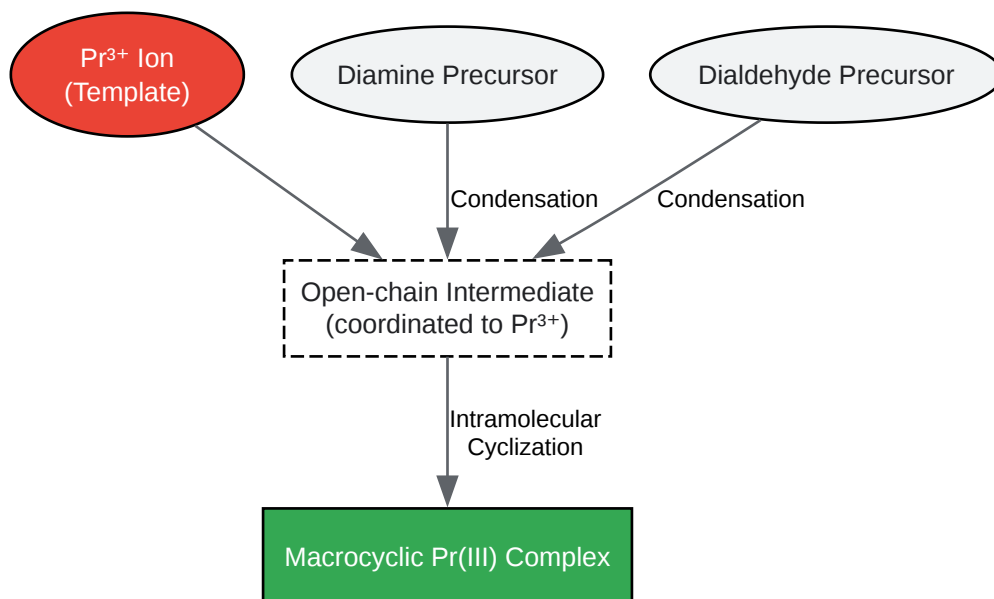 Pr³⁺ Ion
(Template)
Diamine Precursor
Dialdehyde Precursor
Condensation
Condensation
Open-chain Intermediate
(coordinated to Pr³⁺)
Intramolecular
Cyclization
Macrocyclic Pr(III) Complex